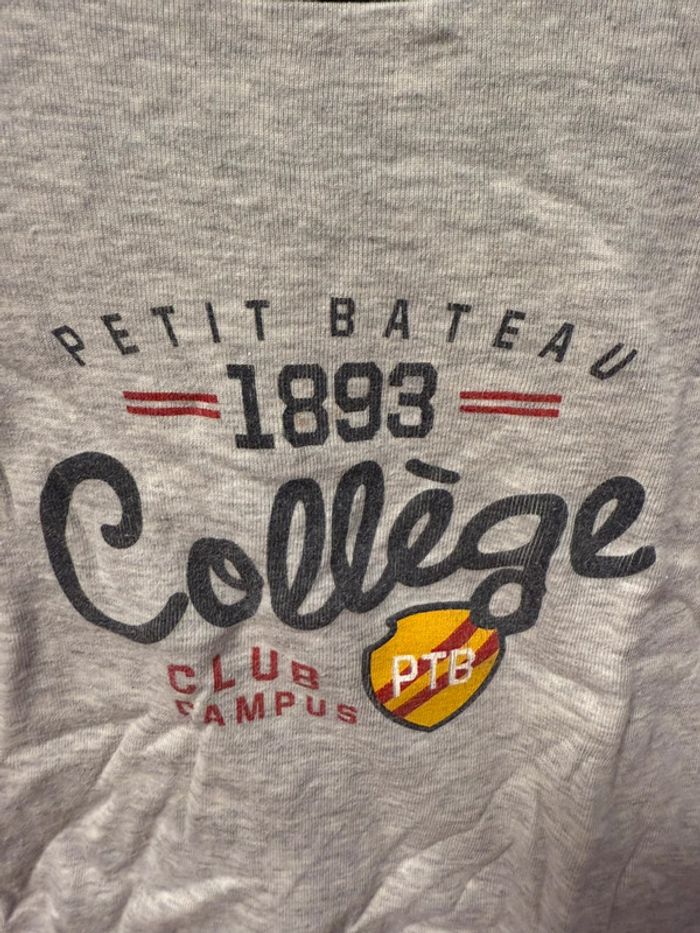 PETIT BATEAU
1893
Collège
CLUB
CAMPUS
PTB